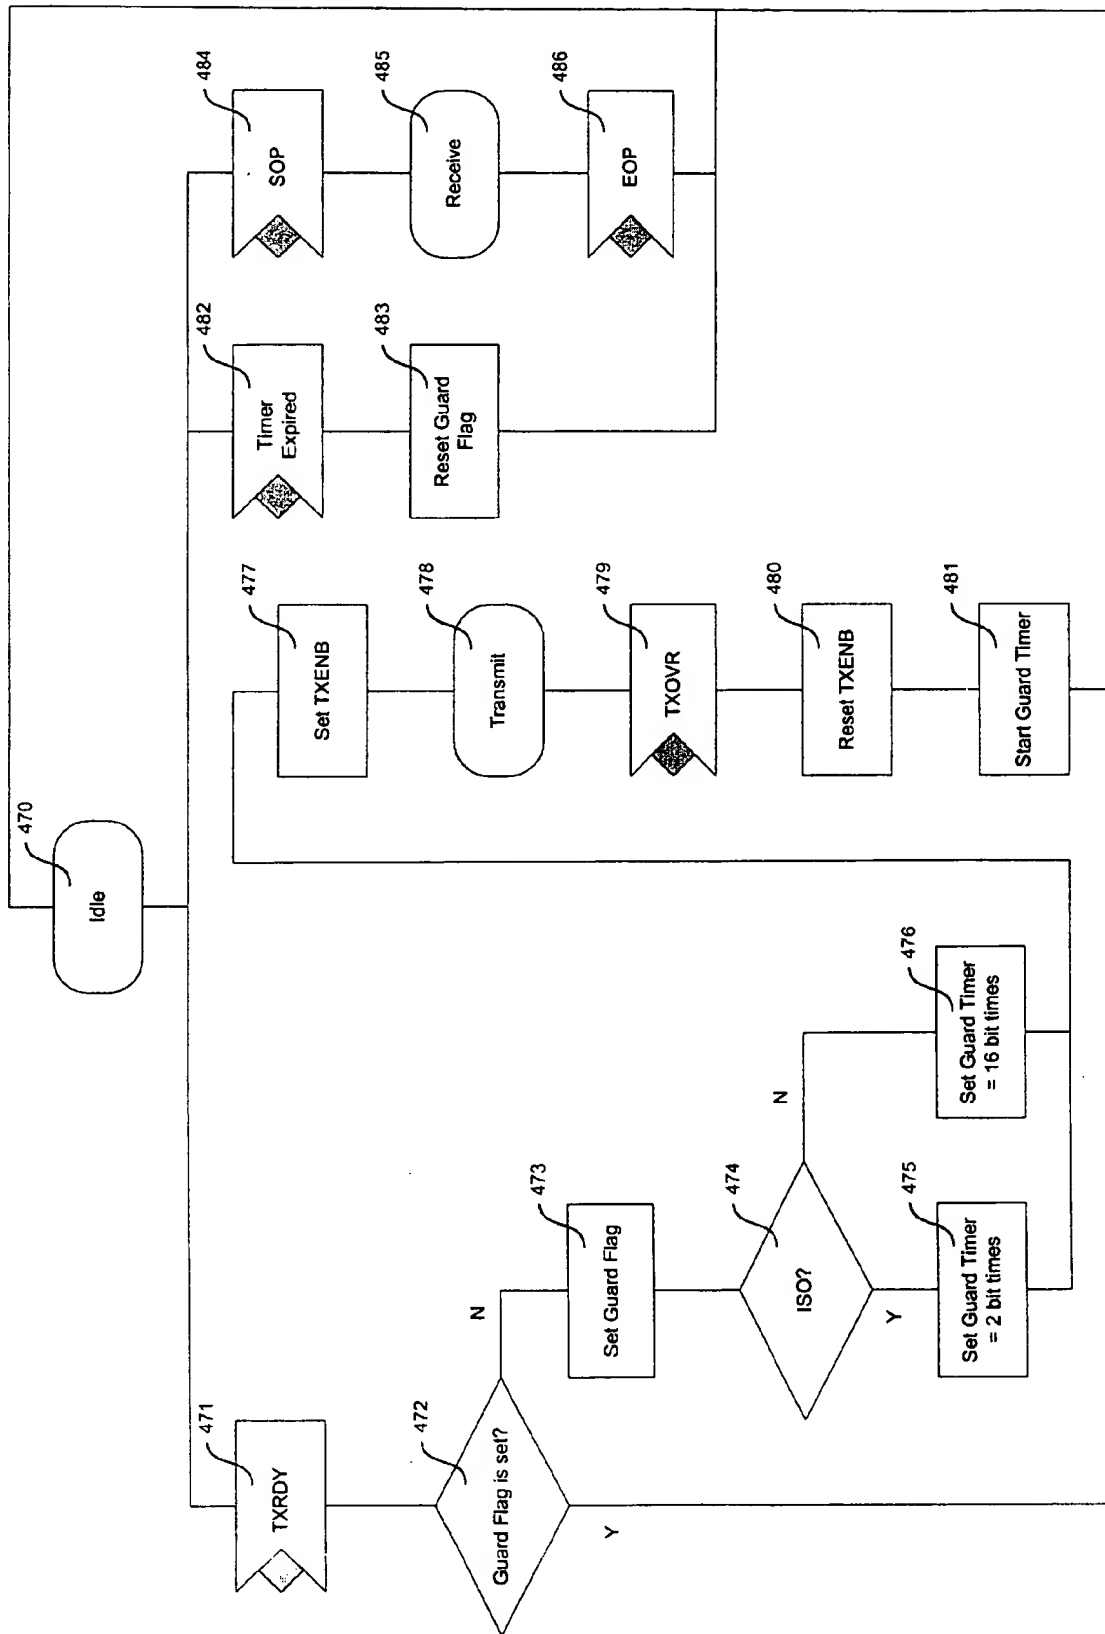 470
Idle
471
TXRDY
472
Guard Flag is set?
Y
N
473
Set Guard Flag
474
ISO?
Y
N
475
Set Guard Timer
= 2 bit times
476
Set Guard Timer
= 16 bit times
477
Set TXENB
478
Transmit
479
TXOVR
480
Reset TXENB
481
Start Guard Timer
482
Timer
Expired
483
Reset Guard
Flag
484
SOP
485
Receive
486
EOP